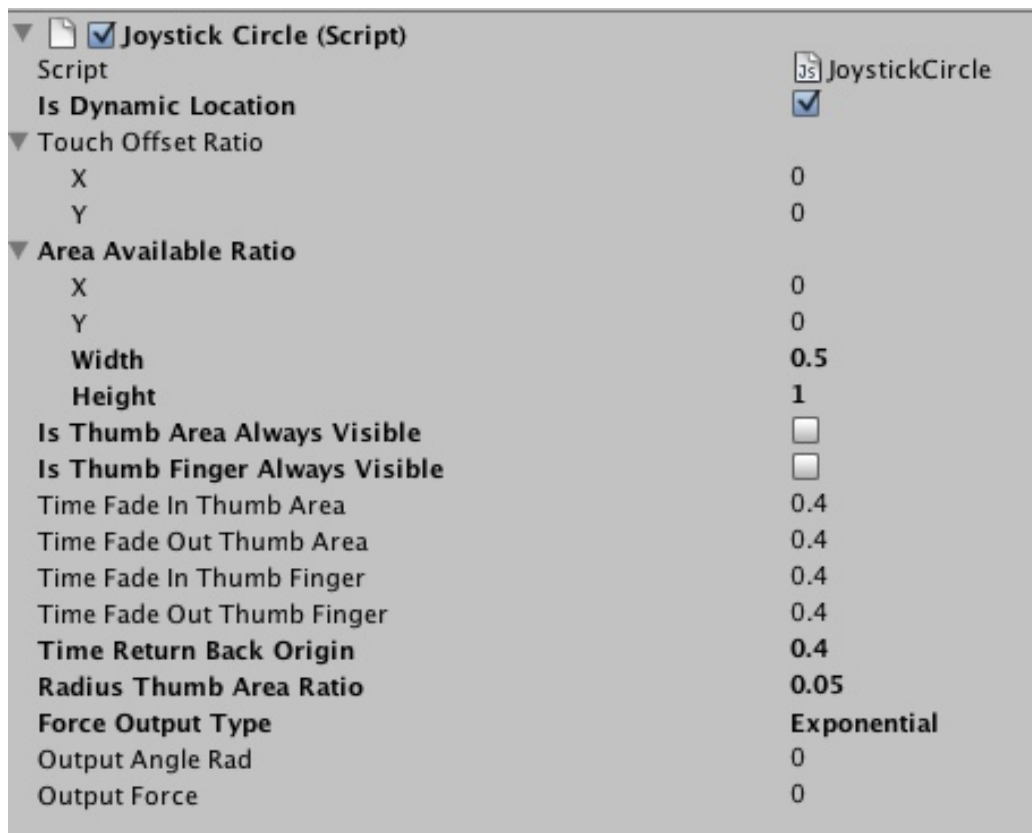 Joystick Circle (Script)
Script JoystickCircle
Is Dynamic Location
Touch Offset Ratio
X 0
Y 0
Area Available Ratio
X 0
Y 0
Width 0.5
Height 1
Is Thumb Area Always Visible
Is Thumb Finger Always Visible
Time Fade In Thumb Area 0.4
Time Fade Out Thumb Area 0.4
Time Fade In Thumb Finger 0.4
Time Fade Out Thumb Finger 0.4
Time Return Back Origin 0.4
Radius Thumb Area Ratio 0.05
Force Output Type Exponential
Output Angle Rad 0
Output Force 0